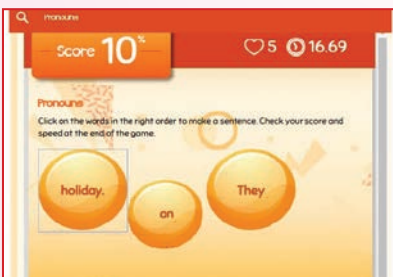 Pronouns
Score 10%
5 16.69
Pronouns
Click on the words in the right order to make a sentence. Check your score and
speed at the end of the game.
holiday.
on
They